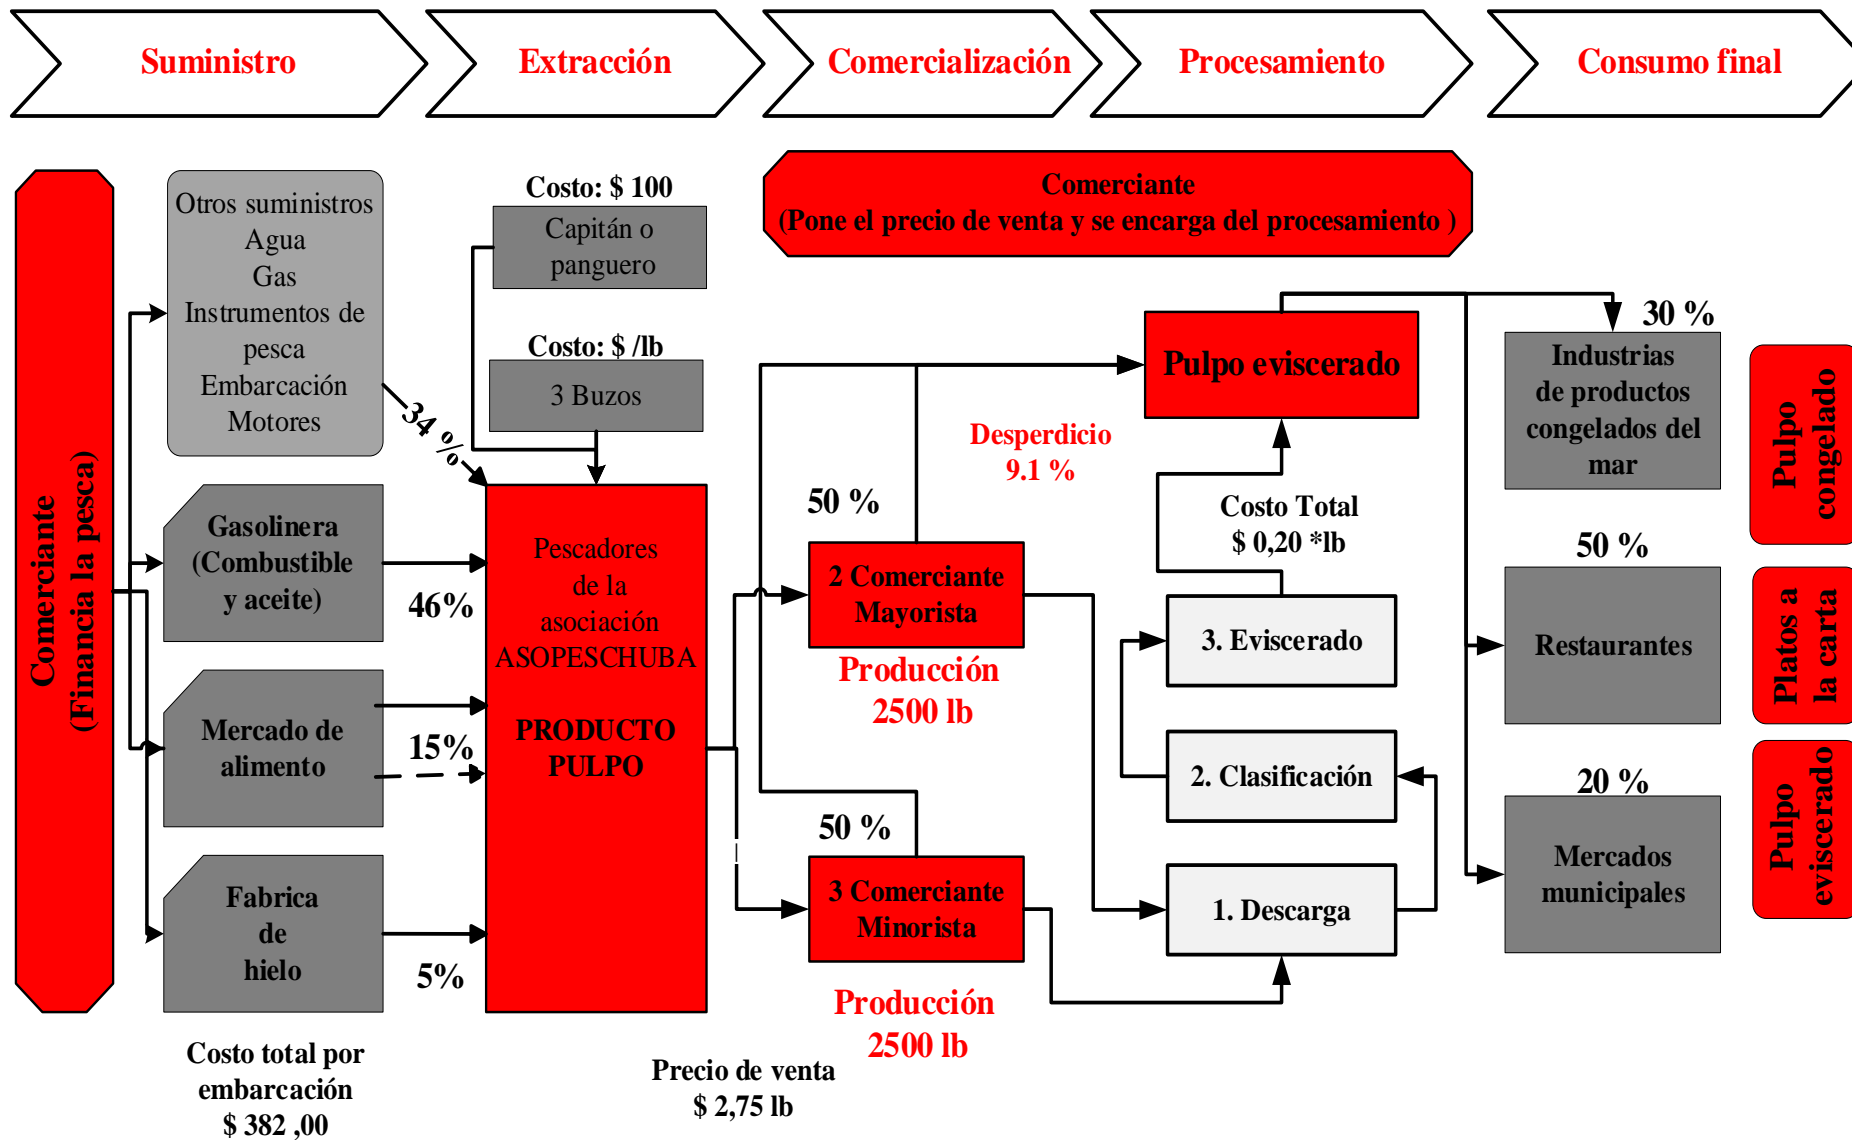 Suministro
Extracción
Comercialización
Procesamiento
Consumo final
Comerciante
(Financia la pesca)
Otros suministros
Agua
Gas
Instrumentos de
pesca
Embarcación
Motores
34 %
Gasolinera
(Combustible
y aceite)
46%
Mercado de
alimento
15%
Fabrica
de
hielo
5%
Costo total por
embarcación
$ 382 ,00
Costo: $ 100
Capitán o
panguero
Costo: $ /lb
3 Buzos
Pescadores
de la
asociación
ASOPESCHUBA
PRODUCTO
PULPO
Precio de venta
$ 2,75 lb
Comerciante
(Pone el precio de venta y se encarga del procesamiento )
50 %
2 Comerciante
Mayorista
Producción
2500 lb
50 %
3 Comerciante
Minorista
Producción
2500 lb
Pulpo eviscerado
Desperdicio
9.1 %
Costo Total
$ 0,20 *lb
3. Eviscerado
2. Clasificación
1. Descarga
30 %
Industrias
de productos
congelados del
mar
50 %
Restaurantes
20 %
Mercados
municipales
Pulpo
congelado
Platos a
la carta
Pulpo
eviscerado